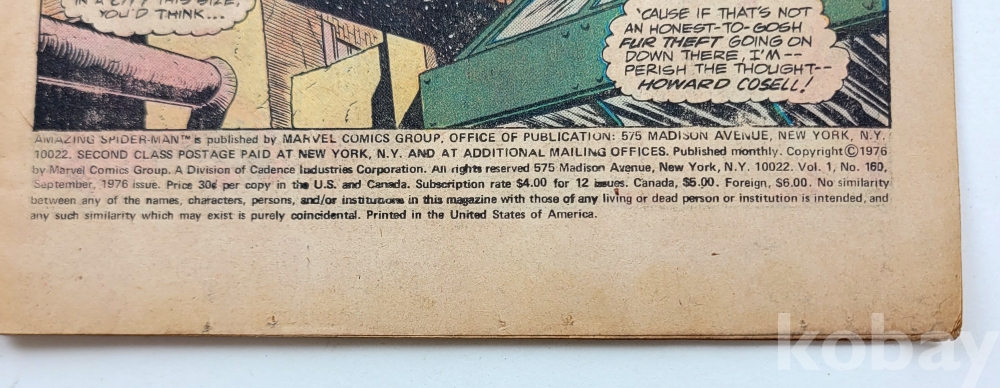 IN A CITY THIS SIZE,
YOU'D THINK...
'CAUSE IF THAT'S NOT
AN HONEST-TO-GOSH
FUR THEFT GOING ON
DOWN THERE, I'M--
PERISH THE THOUGHT--
HOWARD COSELL!
AMAZING SPIDER-MAN™ is published by MARVEL COMICS GROUP, OFFICE OF PUBLICATION: 575 MADISON AVENUE, NEW YORK, N.Y.
10022. SECOND CLASS POSTAGE PAID AT NEW YORK, N.Y. AND AT ADDITIONAL MAILING OFFICES. Published monthly. Copyright ©1976
by Marvel Comics Group. A Division of Cadence Industries Corporation. All rights reserved 575 Madison Avenue, New York, N.Y. 10022. Vol. 1, No. 160,
September, 1976 issue. Price 30¢ per copy in the U.S. and Canada. Subscription rate $4.00 for 12 issues. Canada, $5.00. Foreign, $6.00. No similarity
between any of the names, characters, persons, and/or institutions in this magazine with those of any living or dead person or institution is intended, and
any such similarity which may exist is purely coincidental. Printed in the United States of America.
kobay